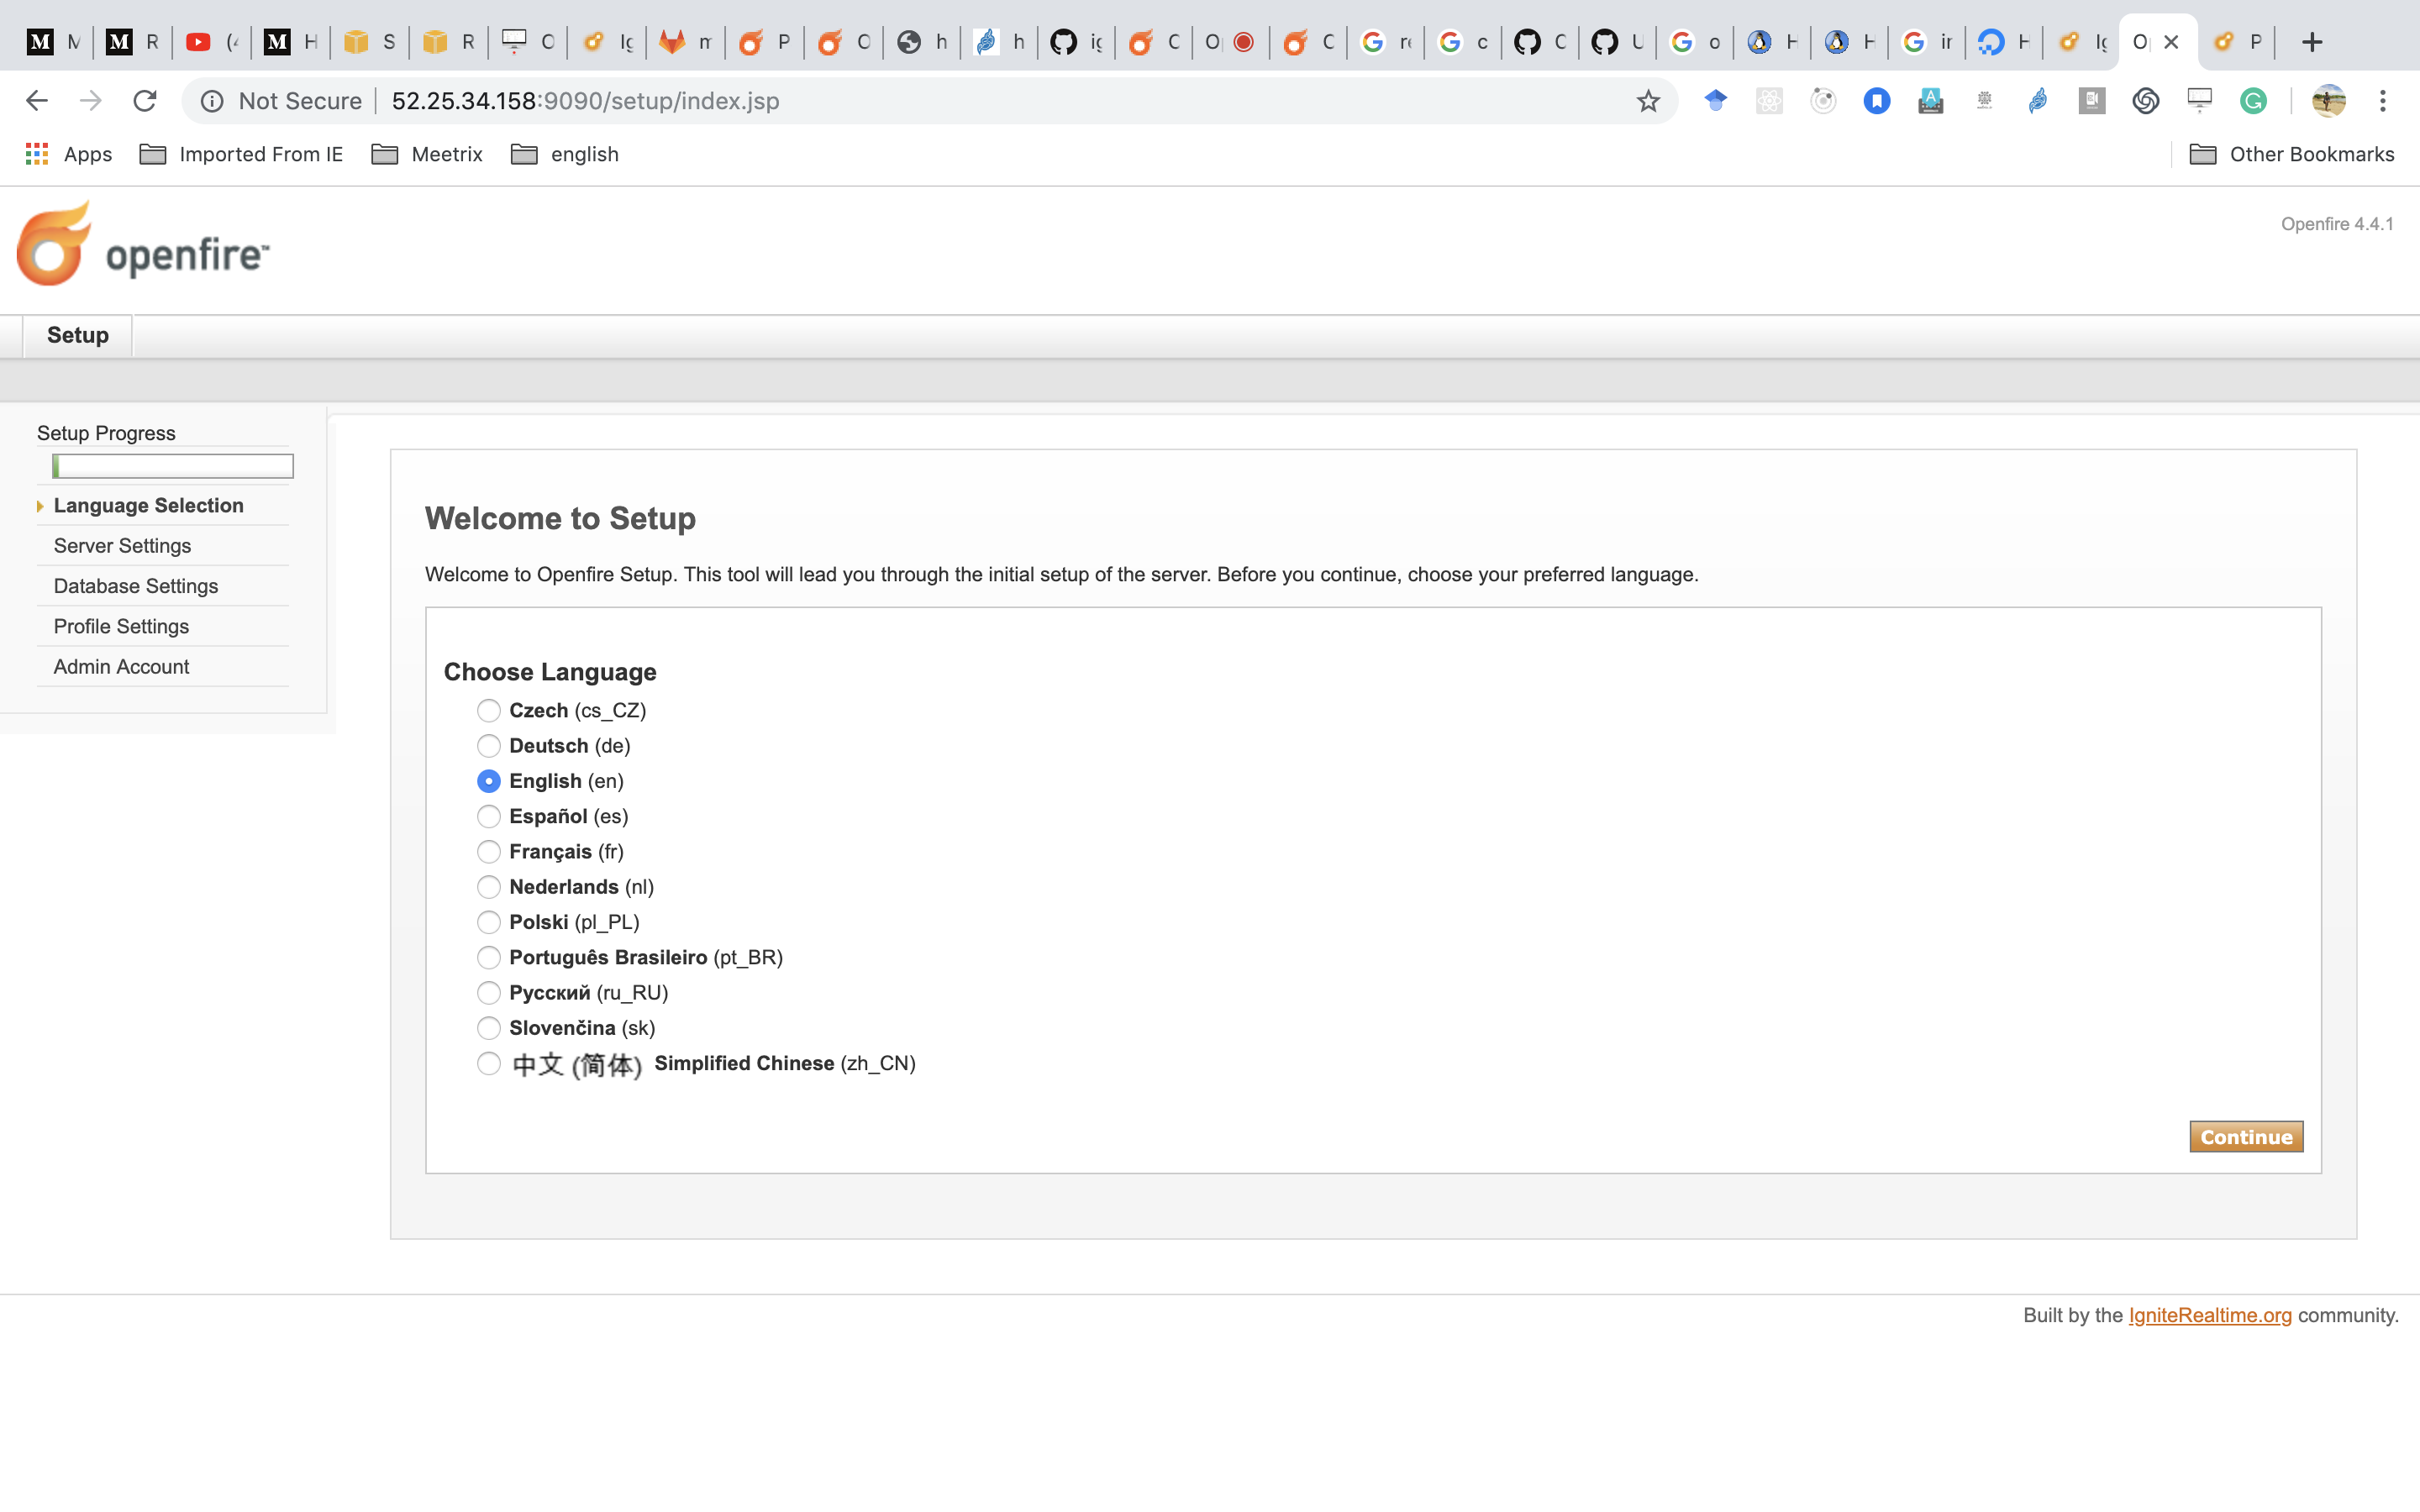 M
R
H
S
R
P
h
h
H
H
H
P
Not Secure
52.25.34.158:9090/setup/index.jsp
Apps
Imported From IE
Meetrix
english
Other Bookmarks
openfire™
Openfire 4.4.1
Setup
Setup Progress
Language Selection
Server Settings
Database Settings
Profile Settings
Admin Account
Welcome to Setup
Welcome to Openfire Setup. This tool will lead you through the initial setup of the server. Before you continue, choose your preferred language.
Choose Language
Czech (cs_CZ)
Deutsch (de)
English (en)
Español (es)
Français (fr)
Nederlands (nl)
Polski (pl_PL)
Português Brasileiro (pt_BR)
Русский (ru_RU)
Slovenčina (sk)
中文 (简体) Simplified Chinese (zh_CN)
Continue
Built by the IgniteRealtime.org community.